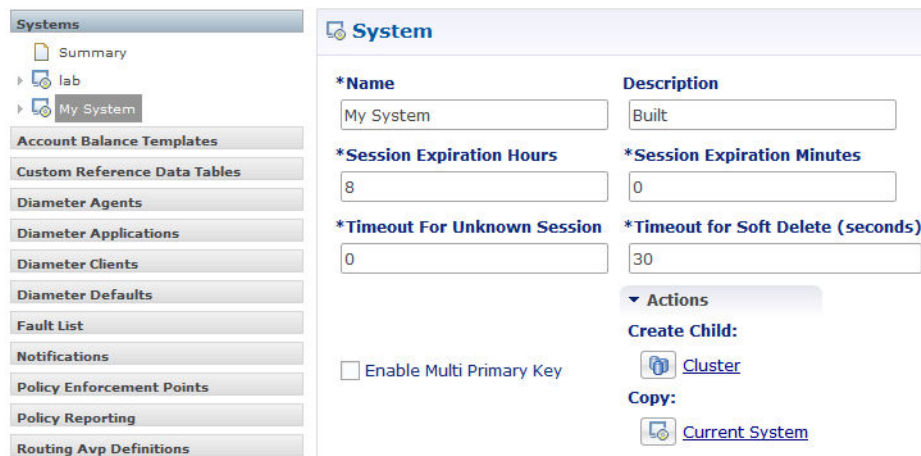 Systems
Summary
lab
My System
Account Balance Templates
Custom Reference Data Tables
Diameter Agents
Diameter Applications
Diameter Clients
Diameter Defaults
Fault List
Notifications
Policy Enforcement Points
Policy Reporting
Routing Avp Definitions
System
*Name Description
My System Built
*Session Expiration Hours *Session Expiration Minutes
8 0
*Timeout For Unknown Session *Timeout for Soft Delete (seconds)
0 30
Actions
Create Child:
Enable Multi Primary Key Cluster
Copy:
Current System